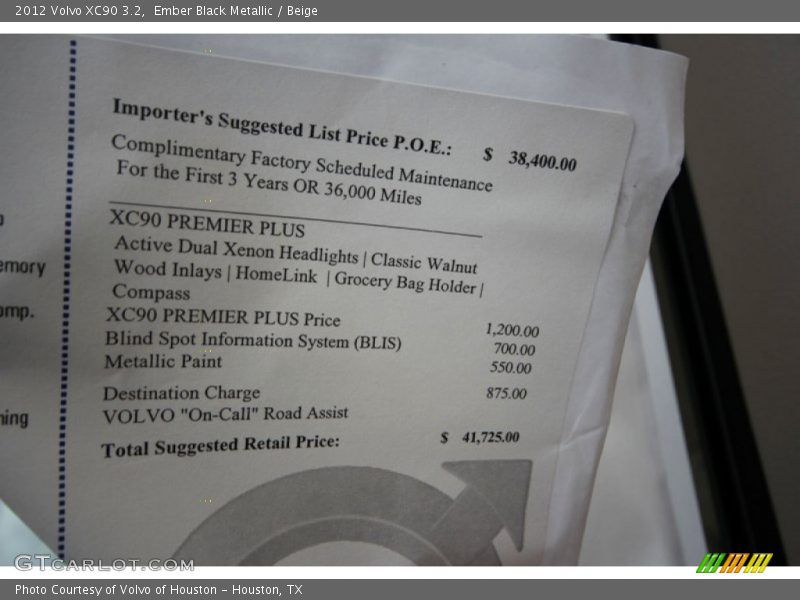 2012 Volvo XC90 3.2, Ember Black Metallic / Beige
Importer's Suggested List Price P.O.E.: $ 38,400.00
Complimentary Factory Scheduled Maintenance
For the First 3 Years OR 36,000 Miles
XC90 PREMIER PLUS
Active Dual Xenon Headlights | Classic Walnut
Wood Inlays | HomeLink | Grocery Bag Holder |
Compass
XC90 PREMIER PLUS Price 1,200.00
Blind Spot Information System (BLIS) 700.00
Metallic Paint 550.00
Destination Charge 875.00
VOLVO "On-Call" Road Assist
Total Suggested Retail Price: $ 41,725.00
emory
omp.
ning
GTCARLOT.COM
Photo Courtesy of Volvo of Houston - Houston, TX